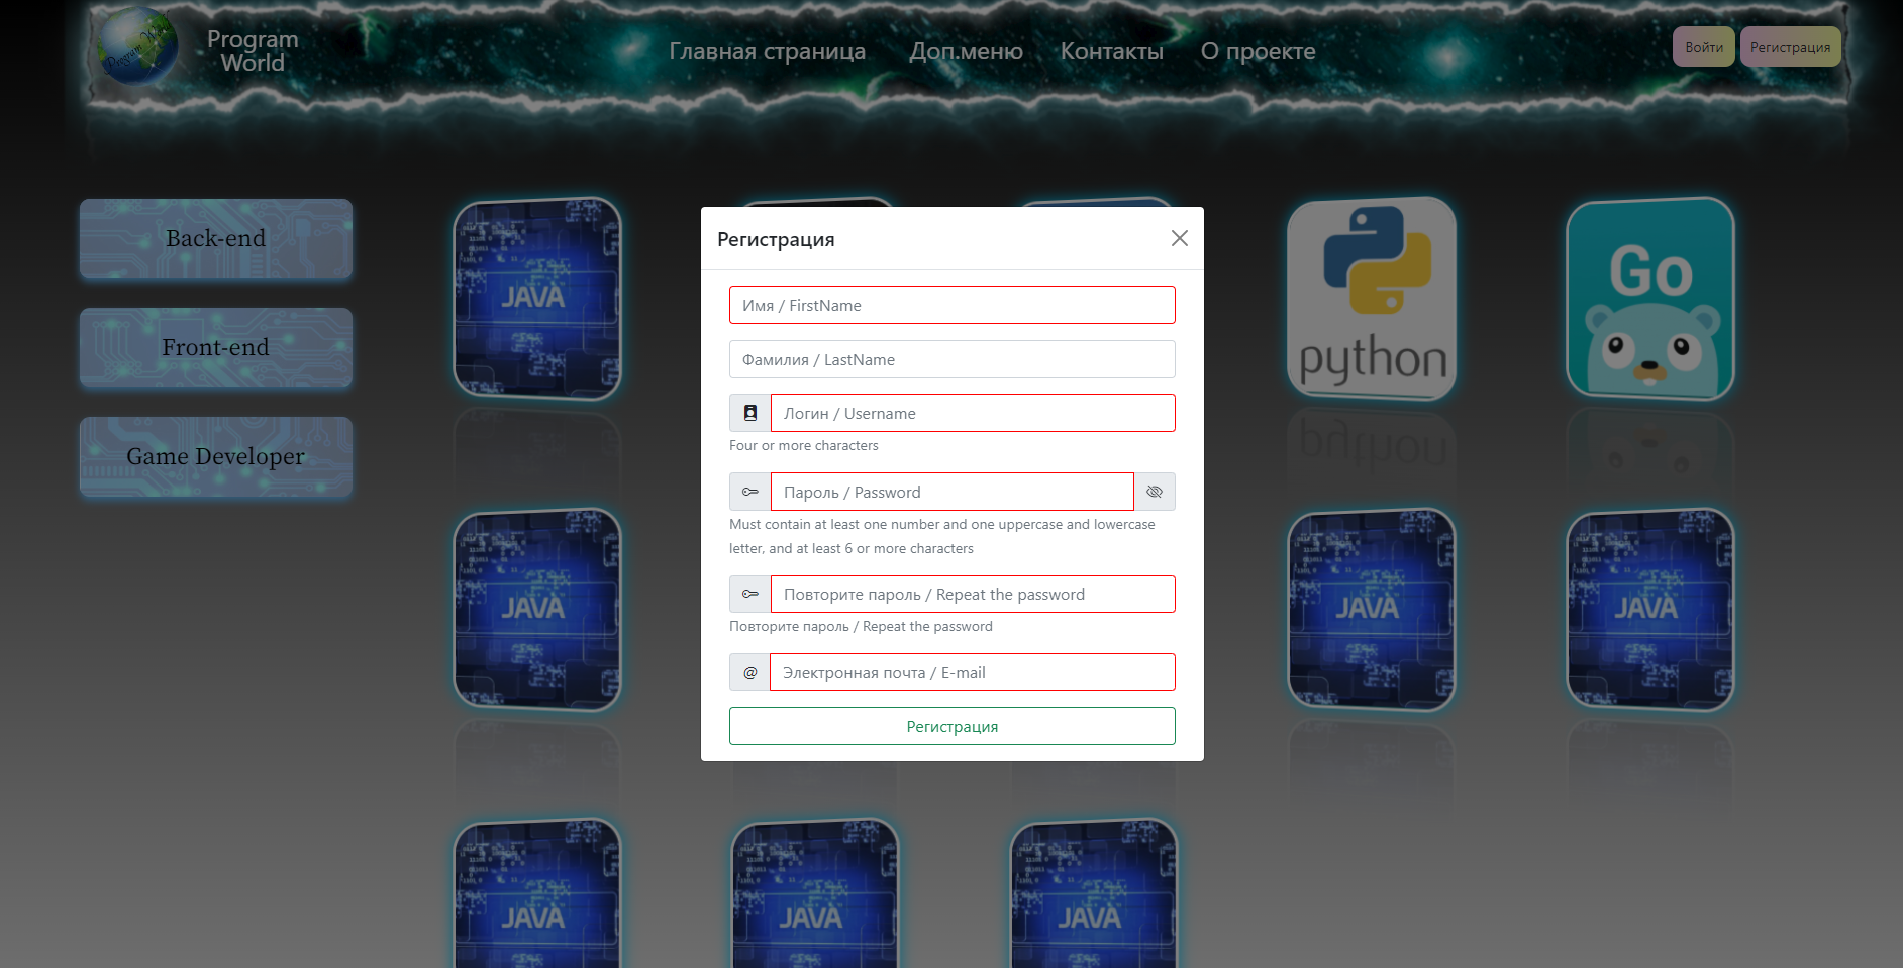 Program World
Program
World
Главная страница
Доп.меню
Контакты
О проекте
Войти
Регистрация
Back-end
Front-end
Game Developer
JAVA
python
Go
Регистрация
Имя / FirstName
Фамилия / LastName
Логин / Username
Four or more characters
Пароль / Password
Must contain at least one number and one uppercase and lowercase
letter, and at least 6 or more characters
Повторите пароль / Repeat the password
Повторите пароль / Repeat the password
@
Электронная почта / E-mail
Регистрация
JAVA
JAVA
JAVA
JAVA
JAVA
JAVA